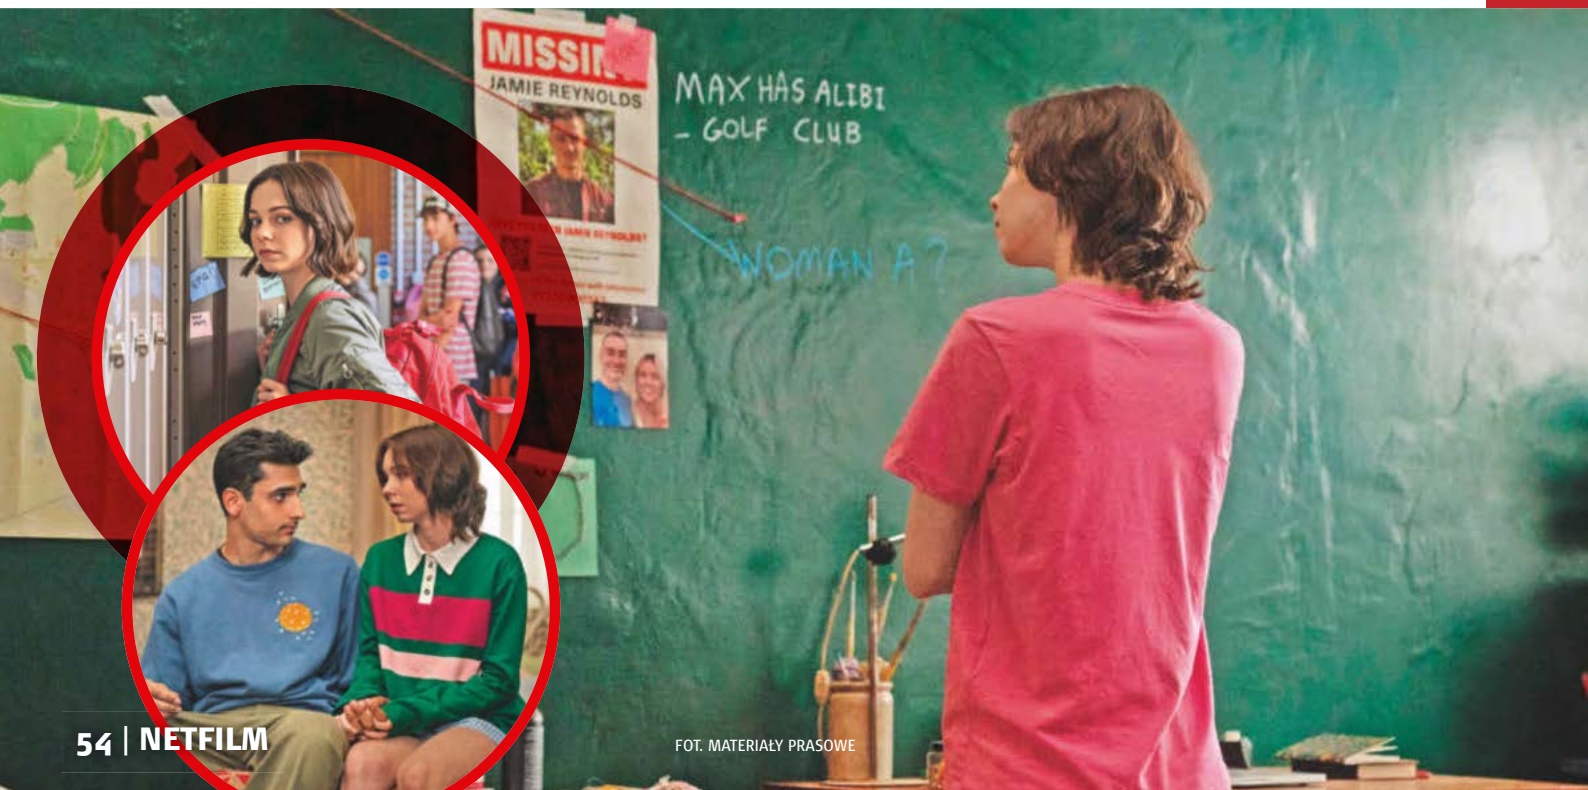 MISSIN
JAMIE REYNOLDS
MAX HAS ALIBI
- GOLF CLUB
WOMAN A?
54 | NETFILM
FOT. MATERIAŁY PRASOWE